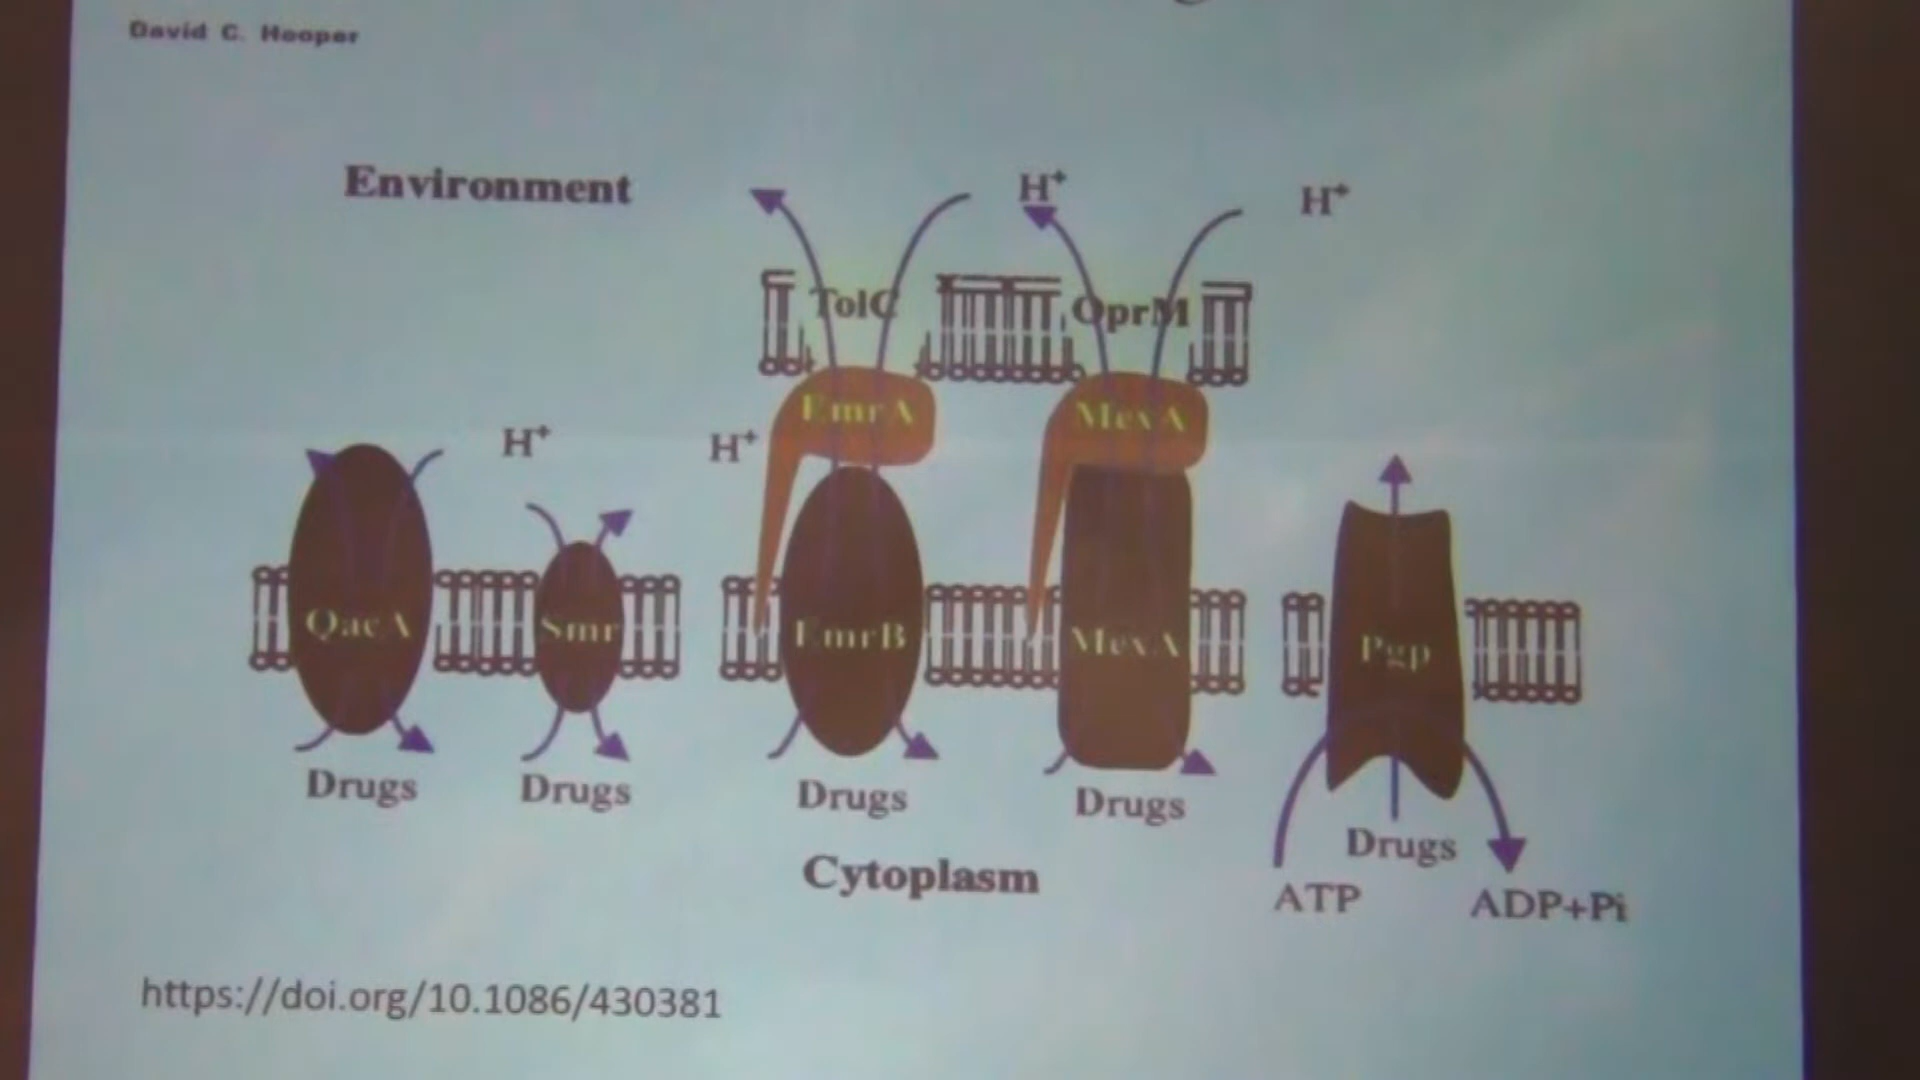 David C. Hooper
Environment
H⁺
H⁺
TolC
OprM
EmrA
MexA
H⁺
H⁺
QacA
Smr
EmrB
MexA
Pgp
Drugs
Drugs
Drugs
Drugs
Drugs
Cytoplasm
ATP
ADP+Pi
https://doi.org/10.1086/430381